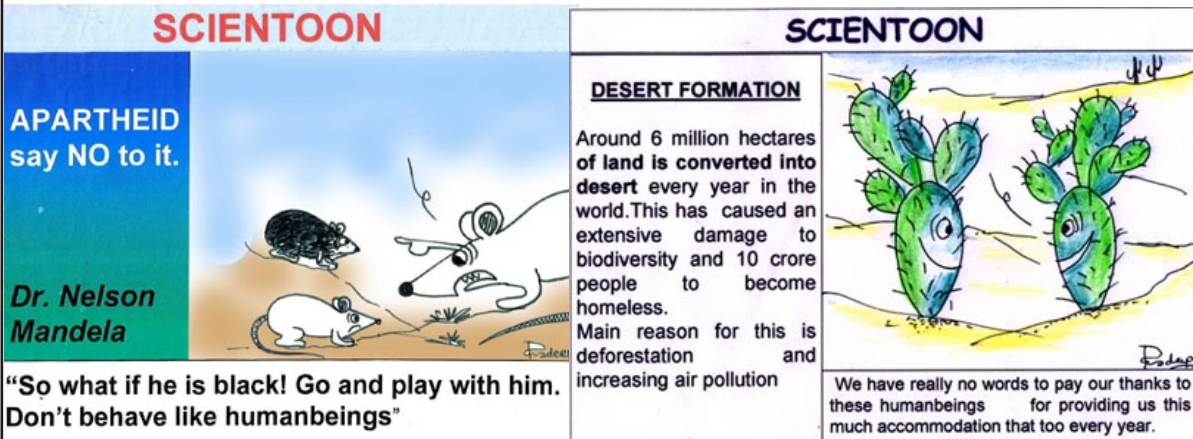 SCIENTOON
APARTHEID
say NO to it.
Dr. Nelson
Mandela
“So what if he is black! Go and play with him.
Don’t behave like humanbeings”
SCIENTOON
DESERT FORMATION
Around 6 million hectares
of land is converted into
desert every year in the
world.This has caused an
extensive damage to
biodiversity and 10 crore
people to become
homeless.
Main reason for this is
deforestation and
increasing air pollution
We have really no words to pay our thanks to
these humanbeings for providing us this
much accommodation that too every year.